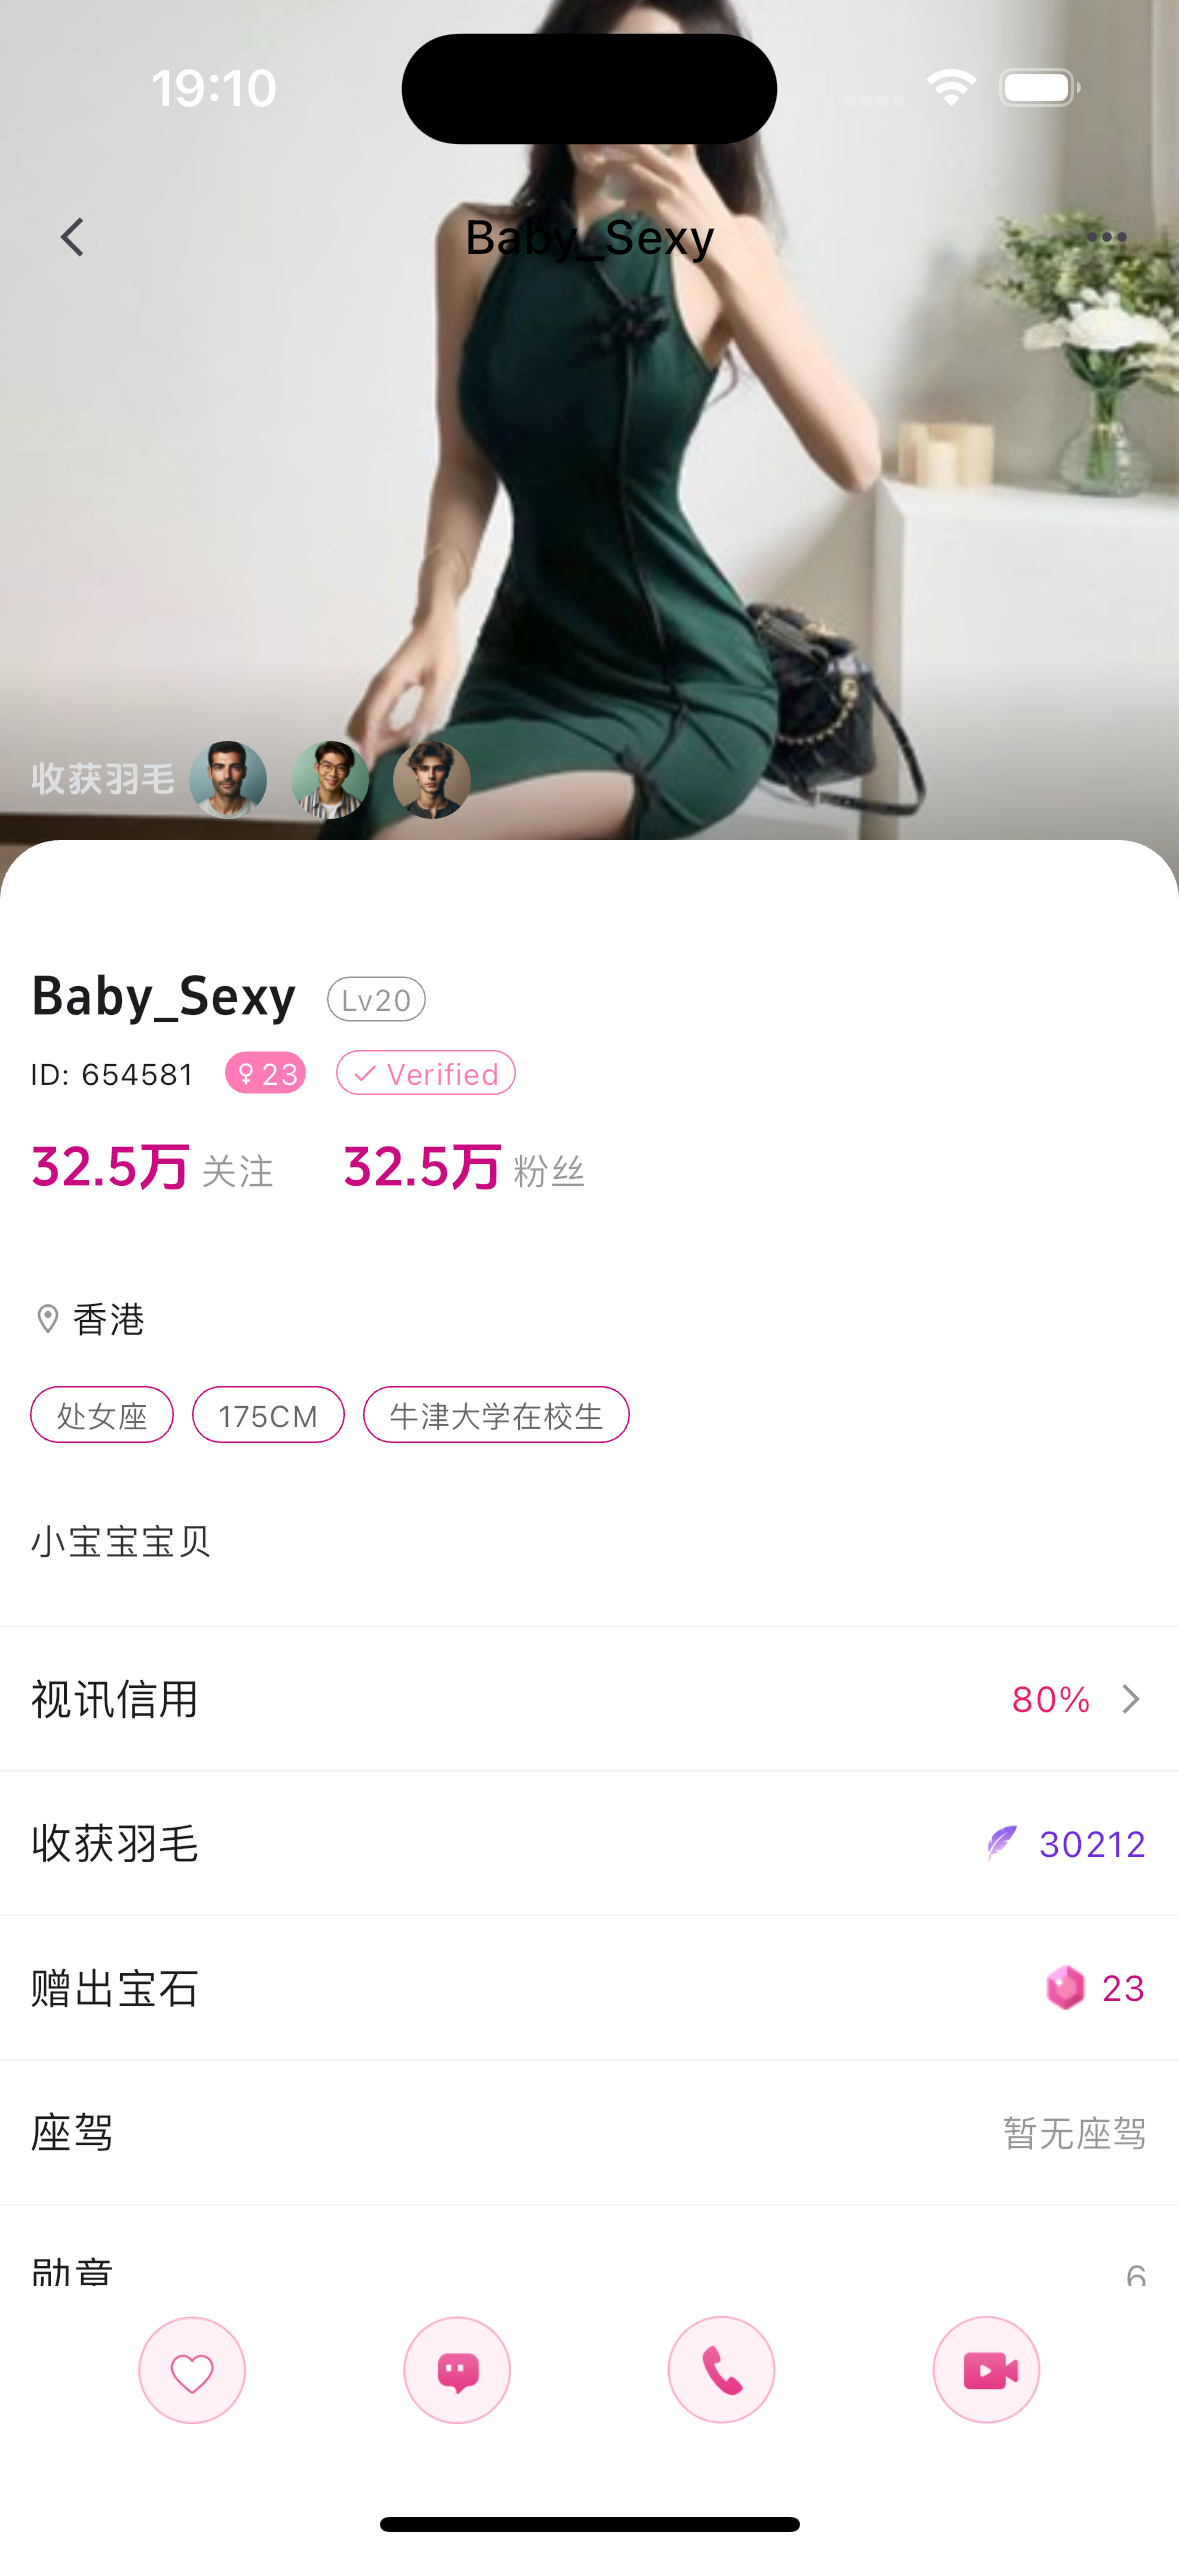 19:10
Baby_Sexy
收获羽毛
Baby_Sexy Lv20
ID: 654581 23 Verified
32.5万 关注 32.5万 粉丝
香港
处女座 175CM 牛津大学在校生
小宝宝宝贝
视讯信用 80%
收获羽毛 30212
赠出宝石 23
座驾 暂无座驾
勋章 6